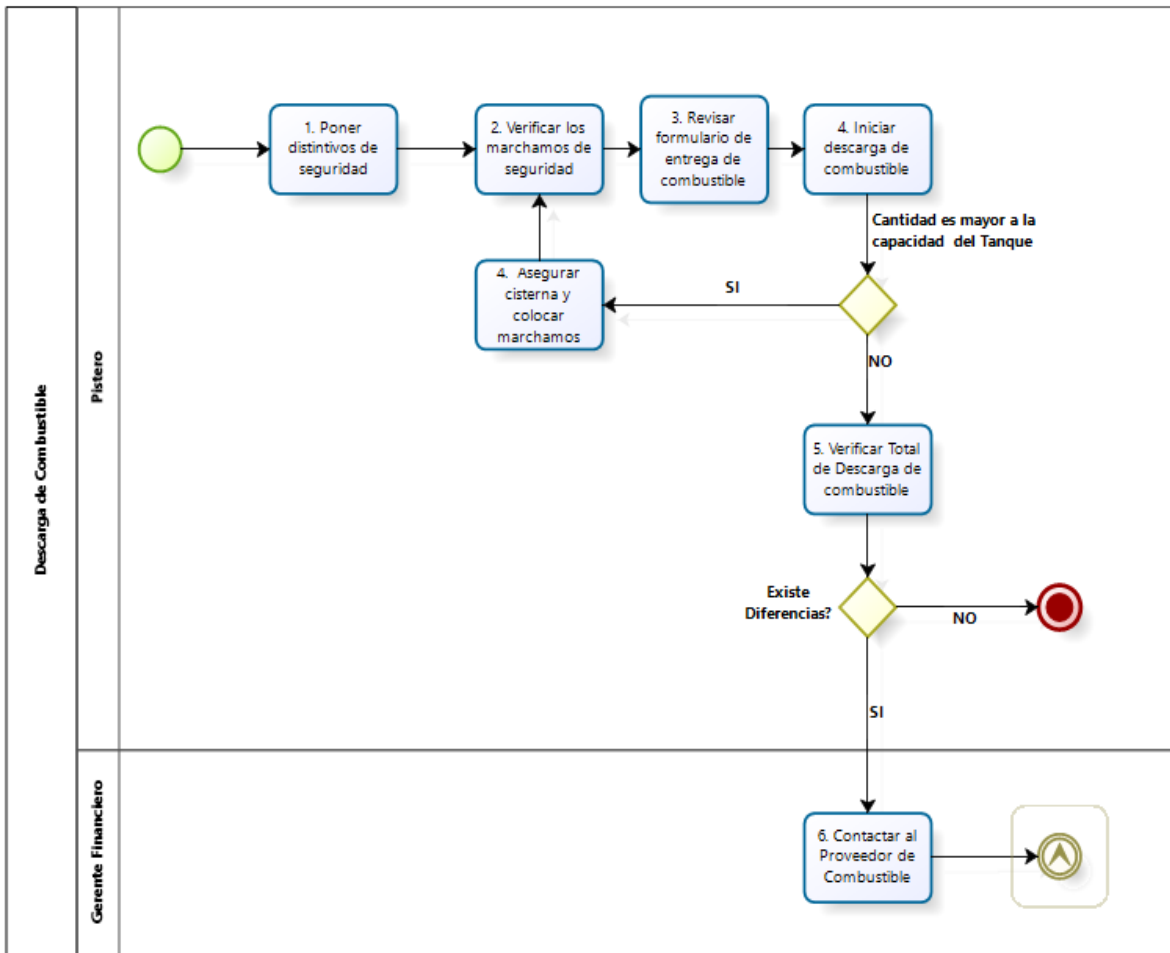 Descarga de Combustible
Pistero
1. Poner
distintivos de
seguridad
2. Verificar los
marchamos de
seguridad
3. Revisar
formulario de
entrega de
combustible
4. Iniciar
descarga de
combustible
Cantidad es mayor a la
capacidad del Tanque
SI
4. Asegurar
cisterna y
colocar
marchamos
NO
5. Verificar Total
de Descarga de
combustible
Existe
Diferencias?
NO
SI
Gerente Financiero
6. Contactar al
Proveedor de
Combustible